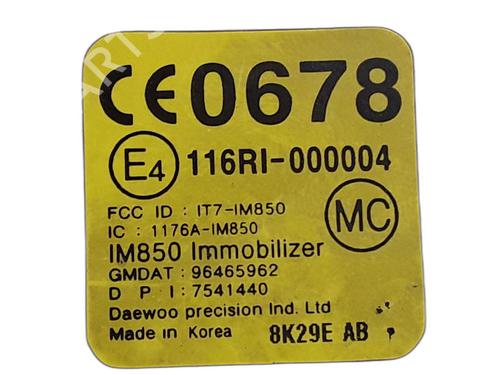 CE0678
E4 116RI-000004
FCC ID : IT7-IM850
IC : 1176A-IM850
MC
IM850 Immobilizer
GMDAT : 96465962
D P I : 7541440
Daewoo precision Ind. Ltd
Made in Korea 8K29E AB